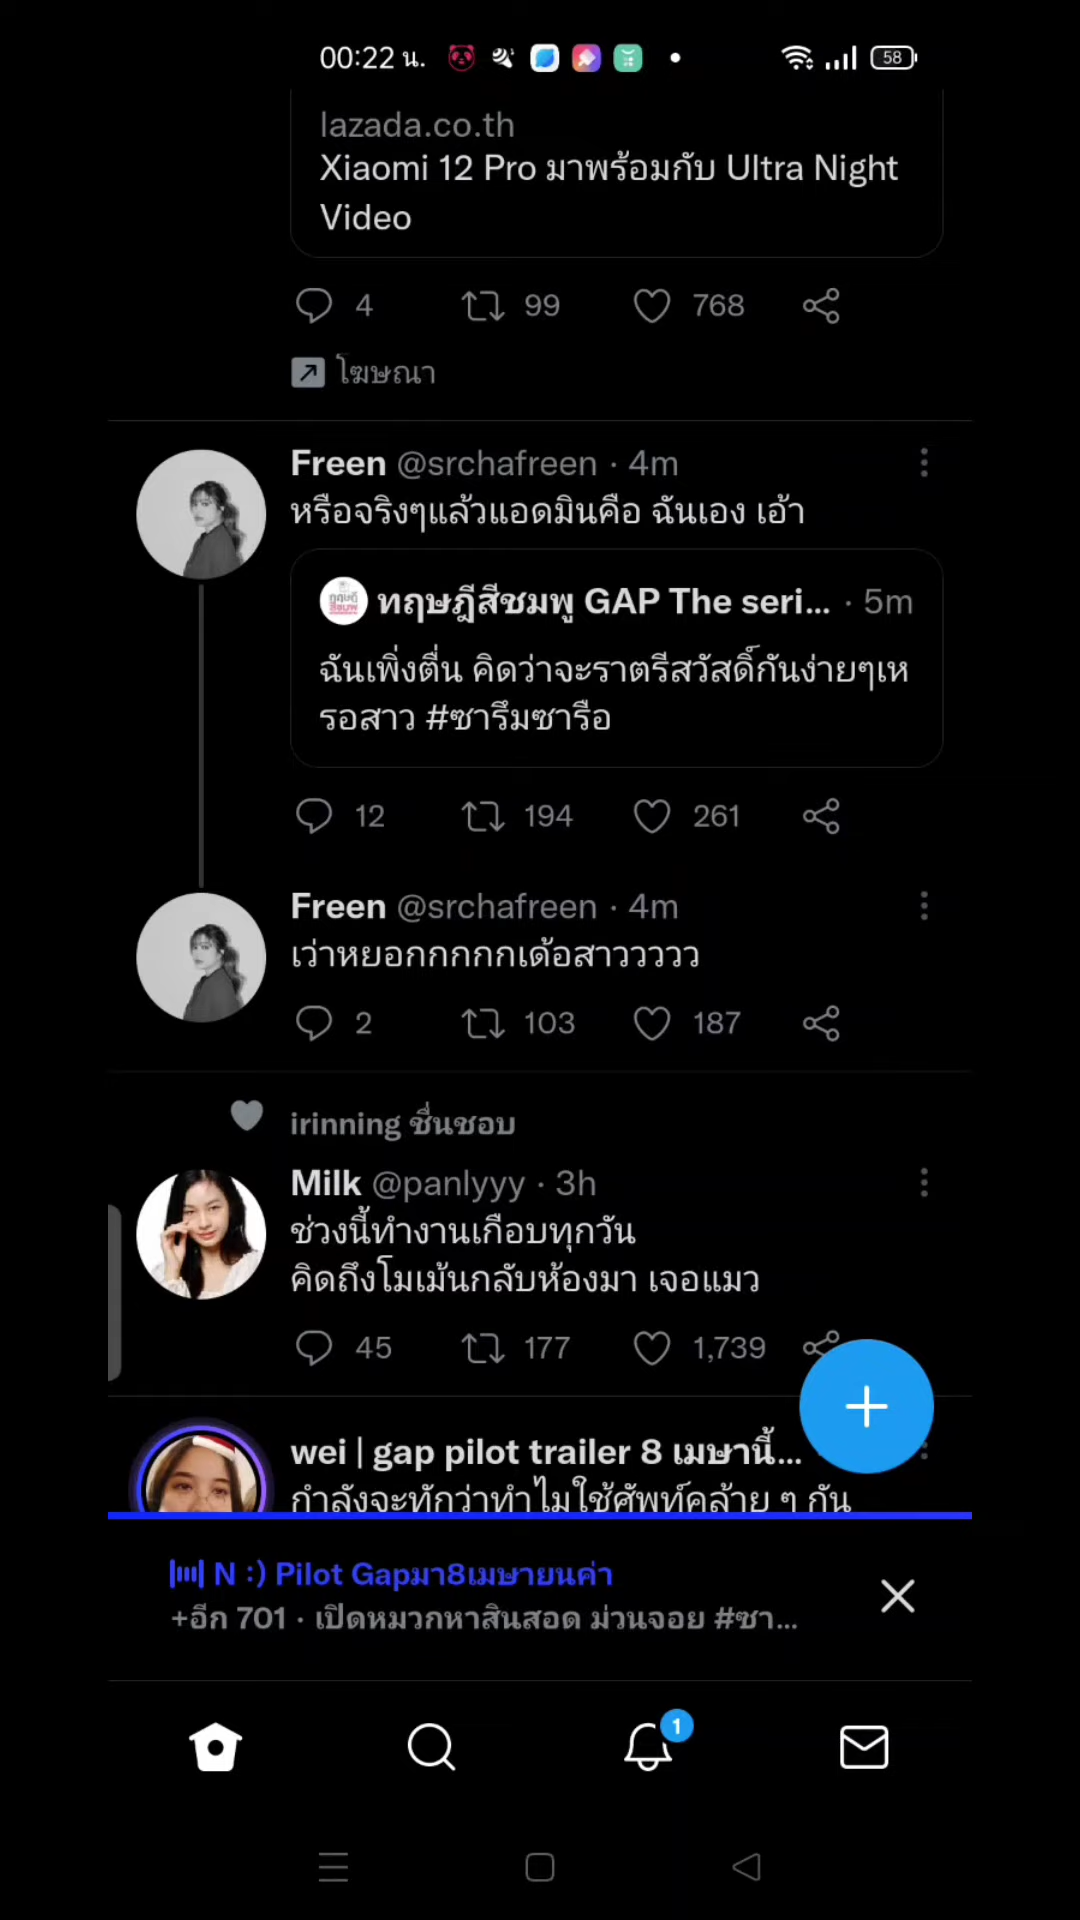 00:22 น.
58
lazada.co.th
Xiaomi 12 Pro มาพร้อมกับ Ultra Night
Video
4 99 768
โฆษณา
Freen @srchafreen · 4m
หรือจริงๆแล้วแอดมินคือ ฉันเอง เอ้า
ทฤษฎีสีชมพู GAP The seri... · 5m
ฉันเพิ่งตื่น คิดว่าจะราตรีสวัสดิ์กันง่ายๆเห
รอสาว #ซารึมซารือ
12 194 261
Freen @srchafreen · 4m
เว่าหยอกกกกกเด้อสาววววว
2 103 187
irinning ชื่นชอบ
Milk @panlyyy · 3h
ช่วงนี้ทำงานเกือบทุกวัน
คิดถึงโมเม้นกลับห้องมา เจอแมว
45 177 1,739
wei | gap pilot trailer 8 เมษานี้...
กำลังจะทักว่าทำไมใช้ศัพท์คล้าย ๆ กัน
N :) Pilot Gapมา8เมษายนค่า
+อีก 701 · เปิดหมวกหาสินสอด ม่วนจอย #ซา...
1